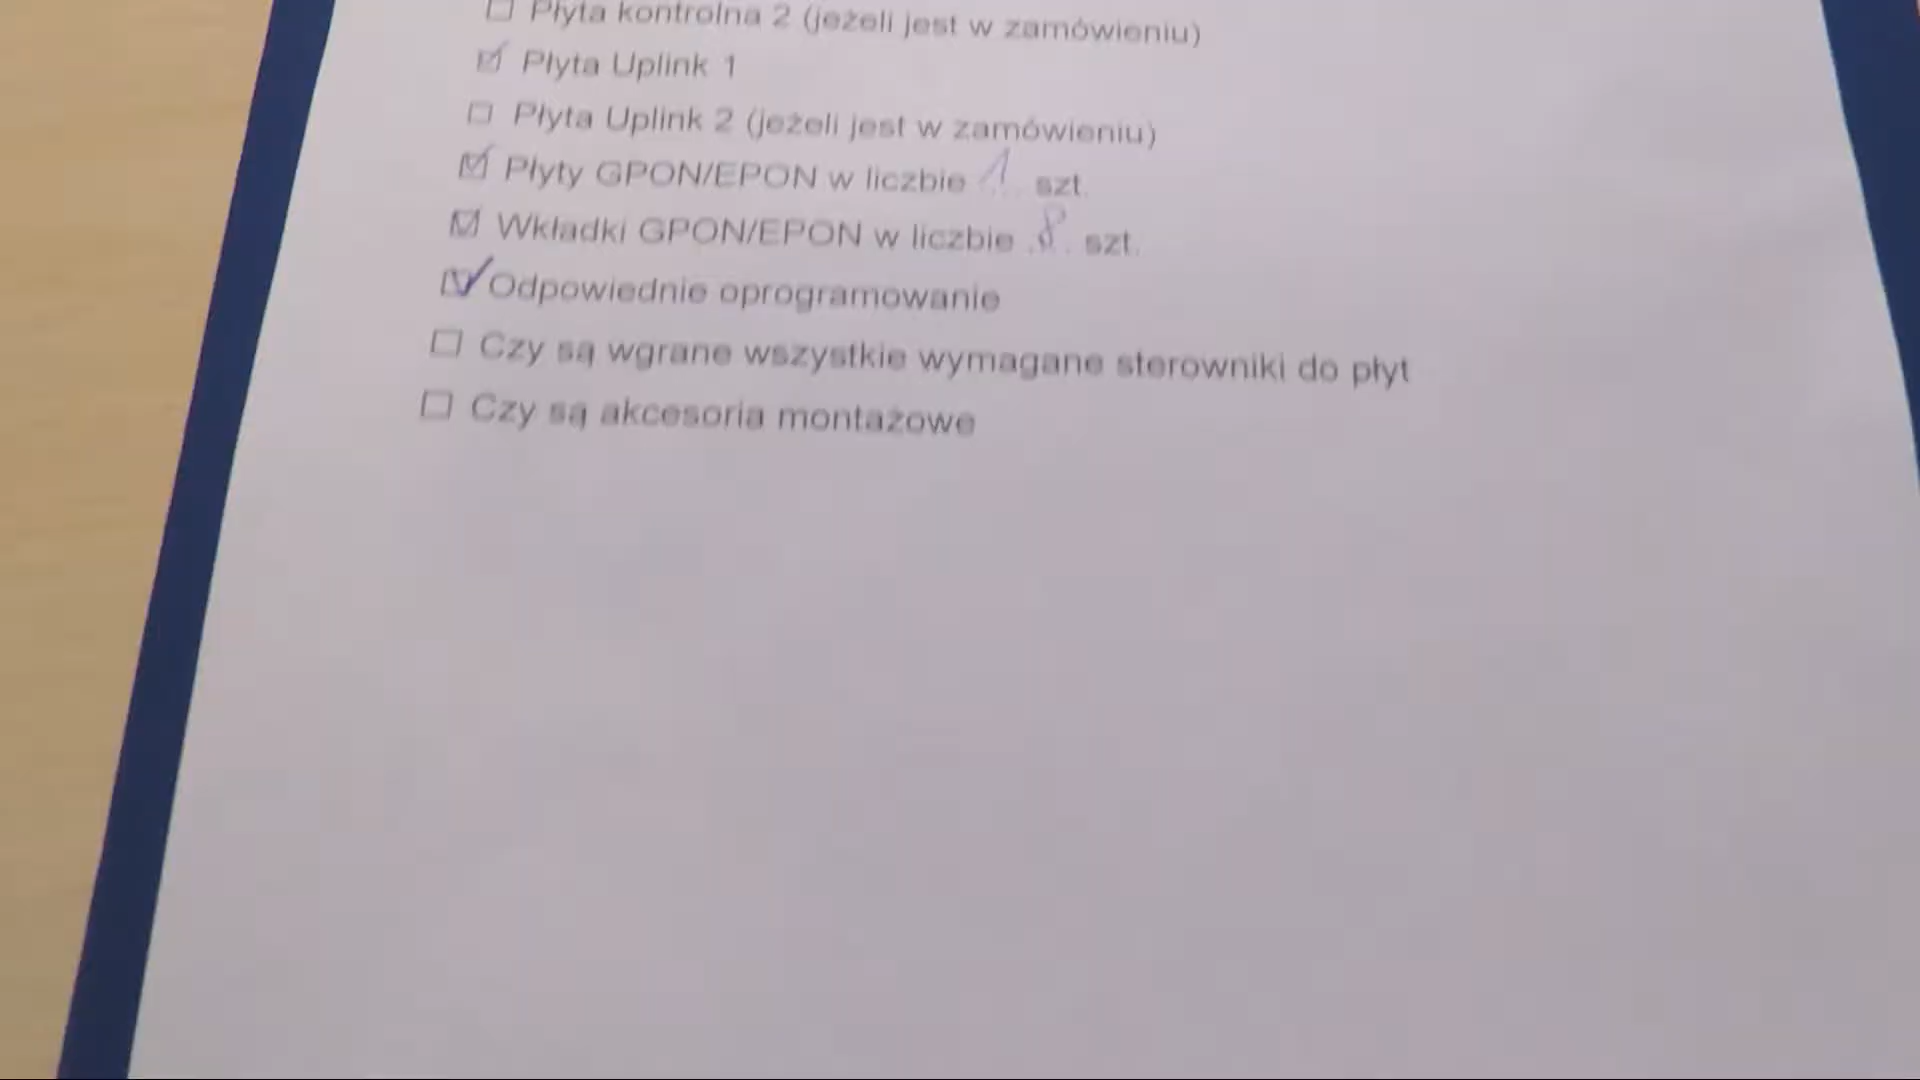 ☐ Płyta kontrolna 2 (jeżeli jest w zamówieniu)
☑ Płyta Uplink 1
☐ Płyta Uplink 2 (jeżeli jest w zamówieniu)
☑ Płyty GPON/EPON w liczbie 1 szt.
☑ Wkładki GPON/EPON w liczbie 8 szt.
☑ Odpowiednie oprogramowanie
☐ Czy są wgrane wszystkie wymagane sterowniki do płyt
☐ Czy są akcesoria montażowe